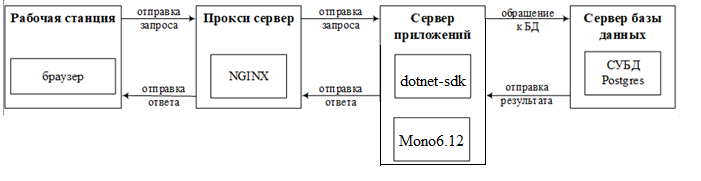 Рабочая станция
браузер
отправка
запроса
отправка
ответа
Прокси сервер
NGINX
отправка
запроса
отправка
ответа
Сервер
приложений
dotnet-sdk
Mono6.12
обращение
к БД
отправка
результата
Сервер базы
данных
СУБД
Postgres